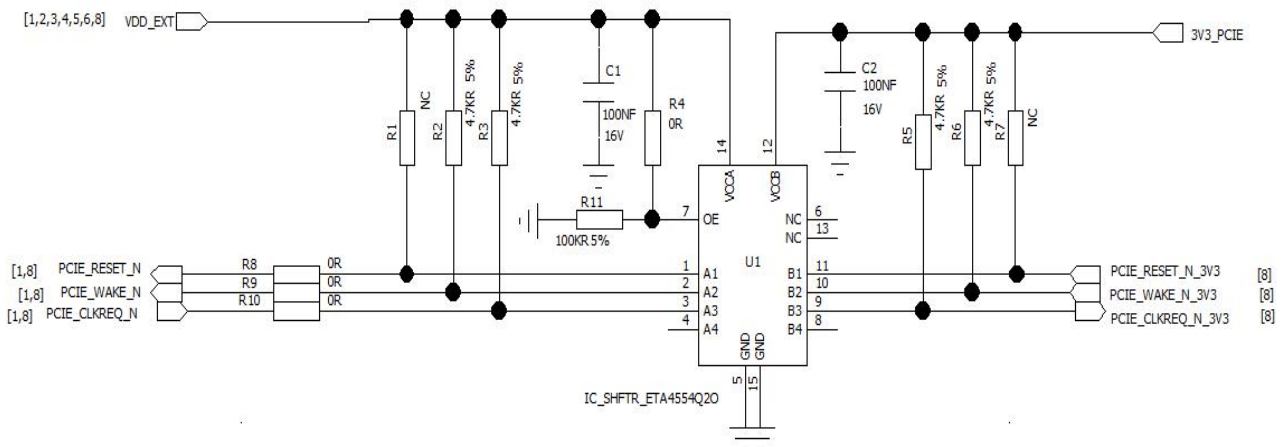 [1,2,3,4,5,6,8] VDD_EXT
3V3_PCIE
R1 NC
R2 4.7KR 5%
R3 4.7KR 5%
C1
100NF
16V
R4
0R
C2
100NF
16V
R5 4.7KR 5%
R6 4.7KR 5%
R7 NC
14 12
VCCA VCCB
R11
100KR5%
7 OE
NC 6
NC 13
U1
[1,8] PCIE_RESET_N R8 0R 1 A1
B1 11 PCIE_RESET_N_3V3 [8]
[1,8] PCIE_WAKE_N R9 0R 2 A2
B2 10 PCIE_WAKE_N_3V3 [8]
[1,8] PCIE_CLKREQ_N R10 0R 3 A3
B3 9 PCIE_CLKREQ_N_3V3 [8]
4 A4
B4 8
GND GND
5 15
IC_SHFTR_ETA4554Q2O